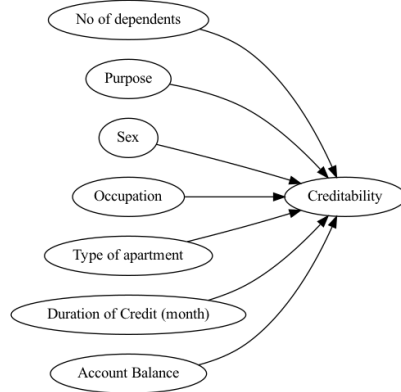 No of dependents
Purpose
Sex
Occupation
Creditability
Type of apartment
Duration of Credit (month)
Account Balance